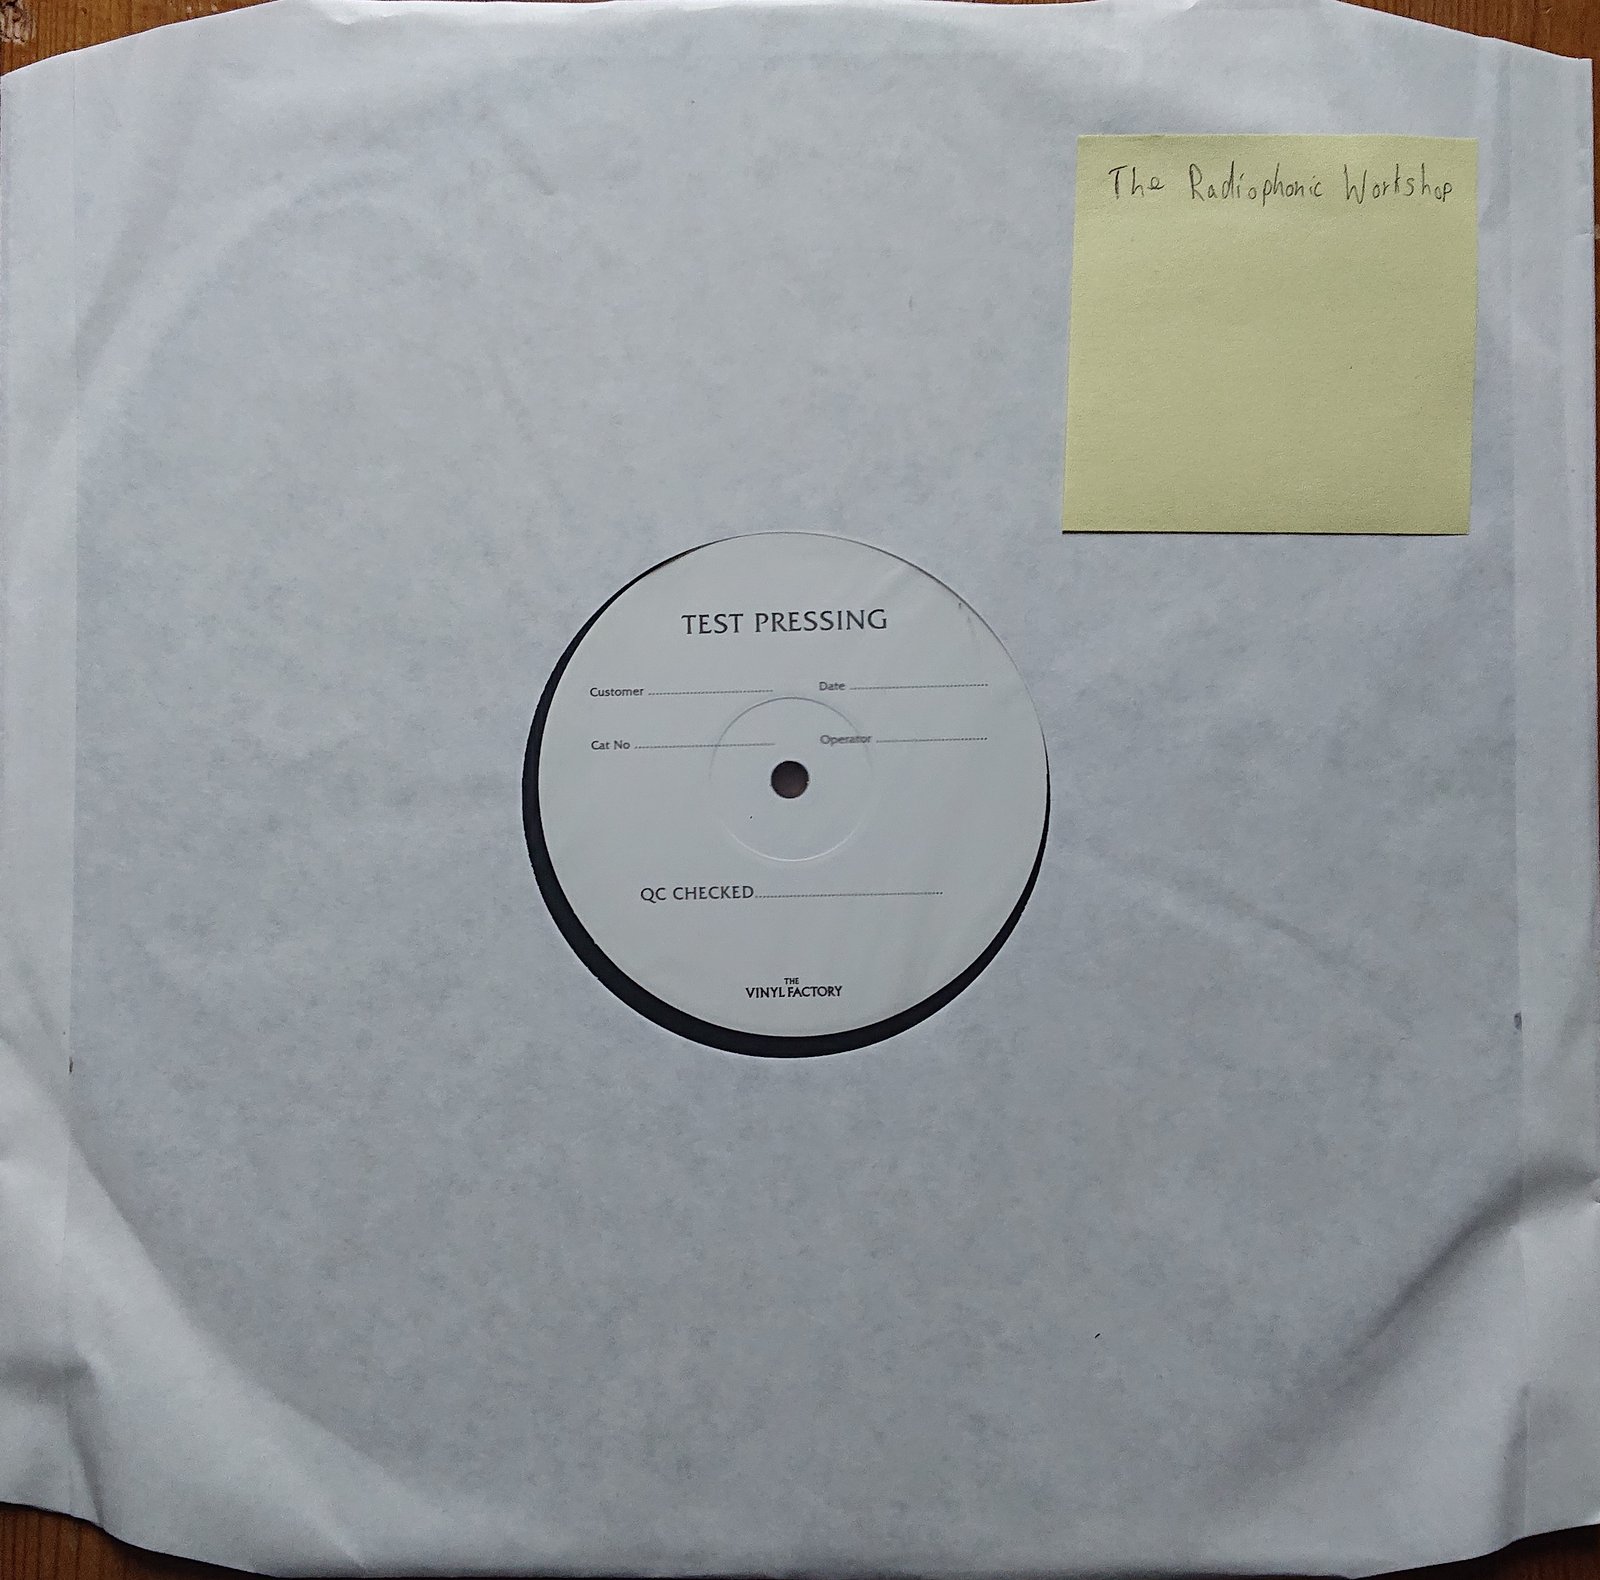 The Radiophonic Workshop
TEST PRESSING
Customer ........................ Date ........................
Cat No ........................ Operator ........................
QC CHECKED........................
THE
VINYL FACTORY